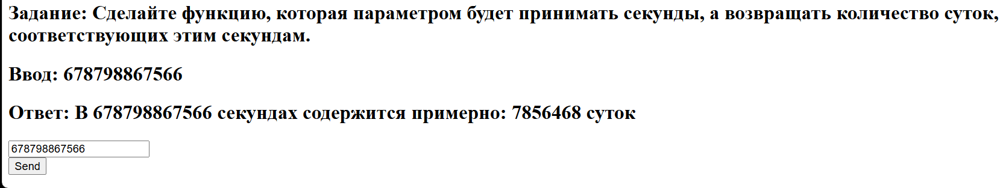 Задание: Сделайте функцию, которая параметром будет принимать секунды, а возвращать количество суток,
соответствующих этим секундам.
Ввод: 678798867566
Ответ: В 678798867566 секундах содержится примерно: 7856468 суток
678798867566
Send